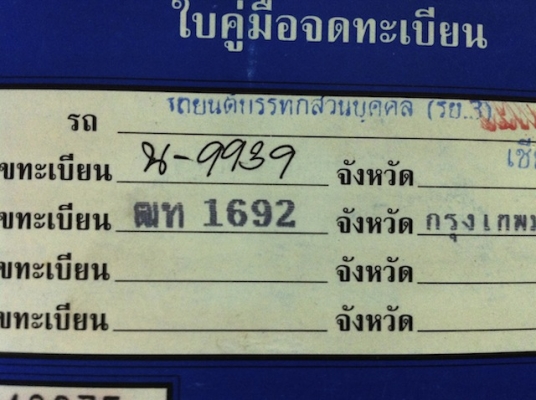 ใบคู่มือจดทะเบียน
รถ รถยนต์บรรทุกส่วนบุคคล (รย.3)
ขทะเบียน น-9939 จังหวัด เชี
ขทะเบียน ฒท 1692 จังหวัด กรุงเทพม
ขทะเบียน จังหวัด
ขทะเบียน จังหวัด